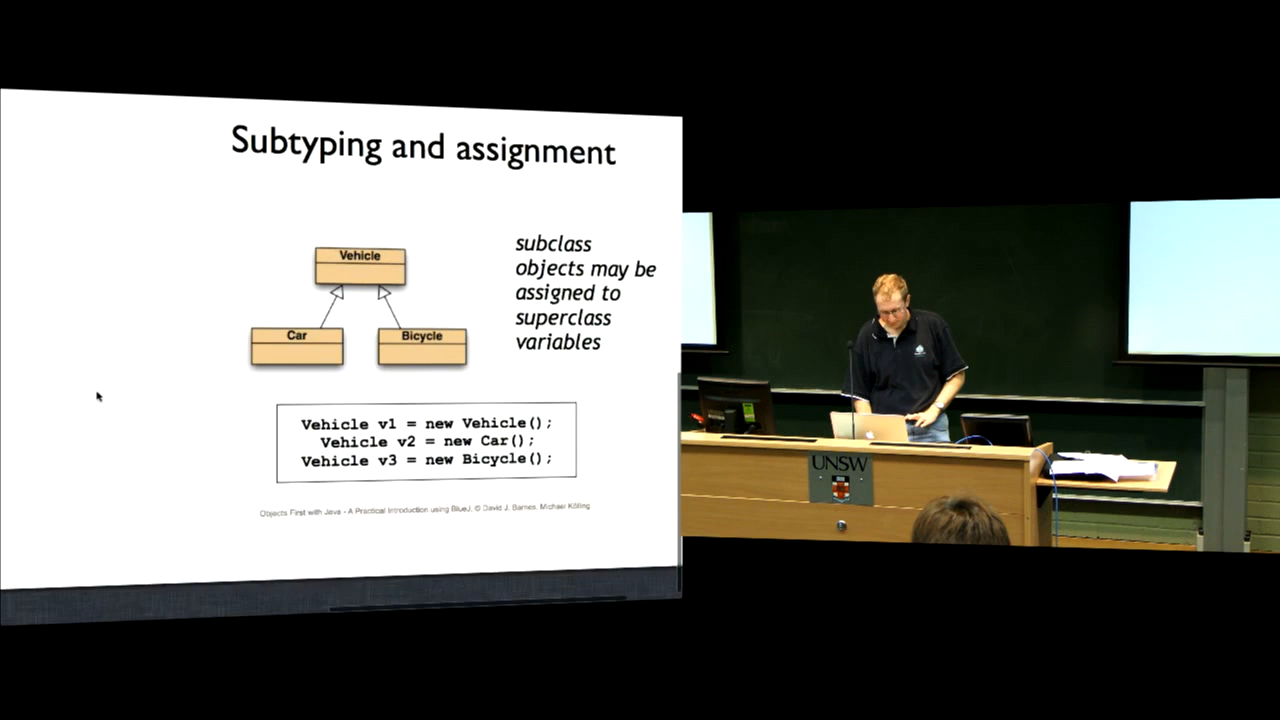 Subtyping and assignment
Vehicle
Car
Bicycle
subclass
objects may be
assigned to
superclass
variables
Vehicle v1 = new Vehicle();
Vehicle v2 = new Car();
Vehicle v3 = new Bicycle();
Objects First with Java - A Practical Introduction using BlueJ, © David J. Barnes, Michael Kölling
UNSW